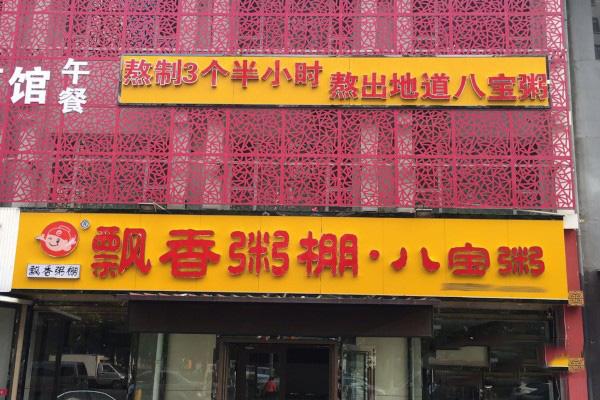 熬制3个半小时 熬出地道八宝粥
馆 午餐
飘香粥棚·八宝粥
飘香粥棚